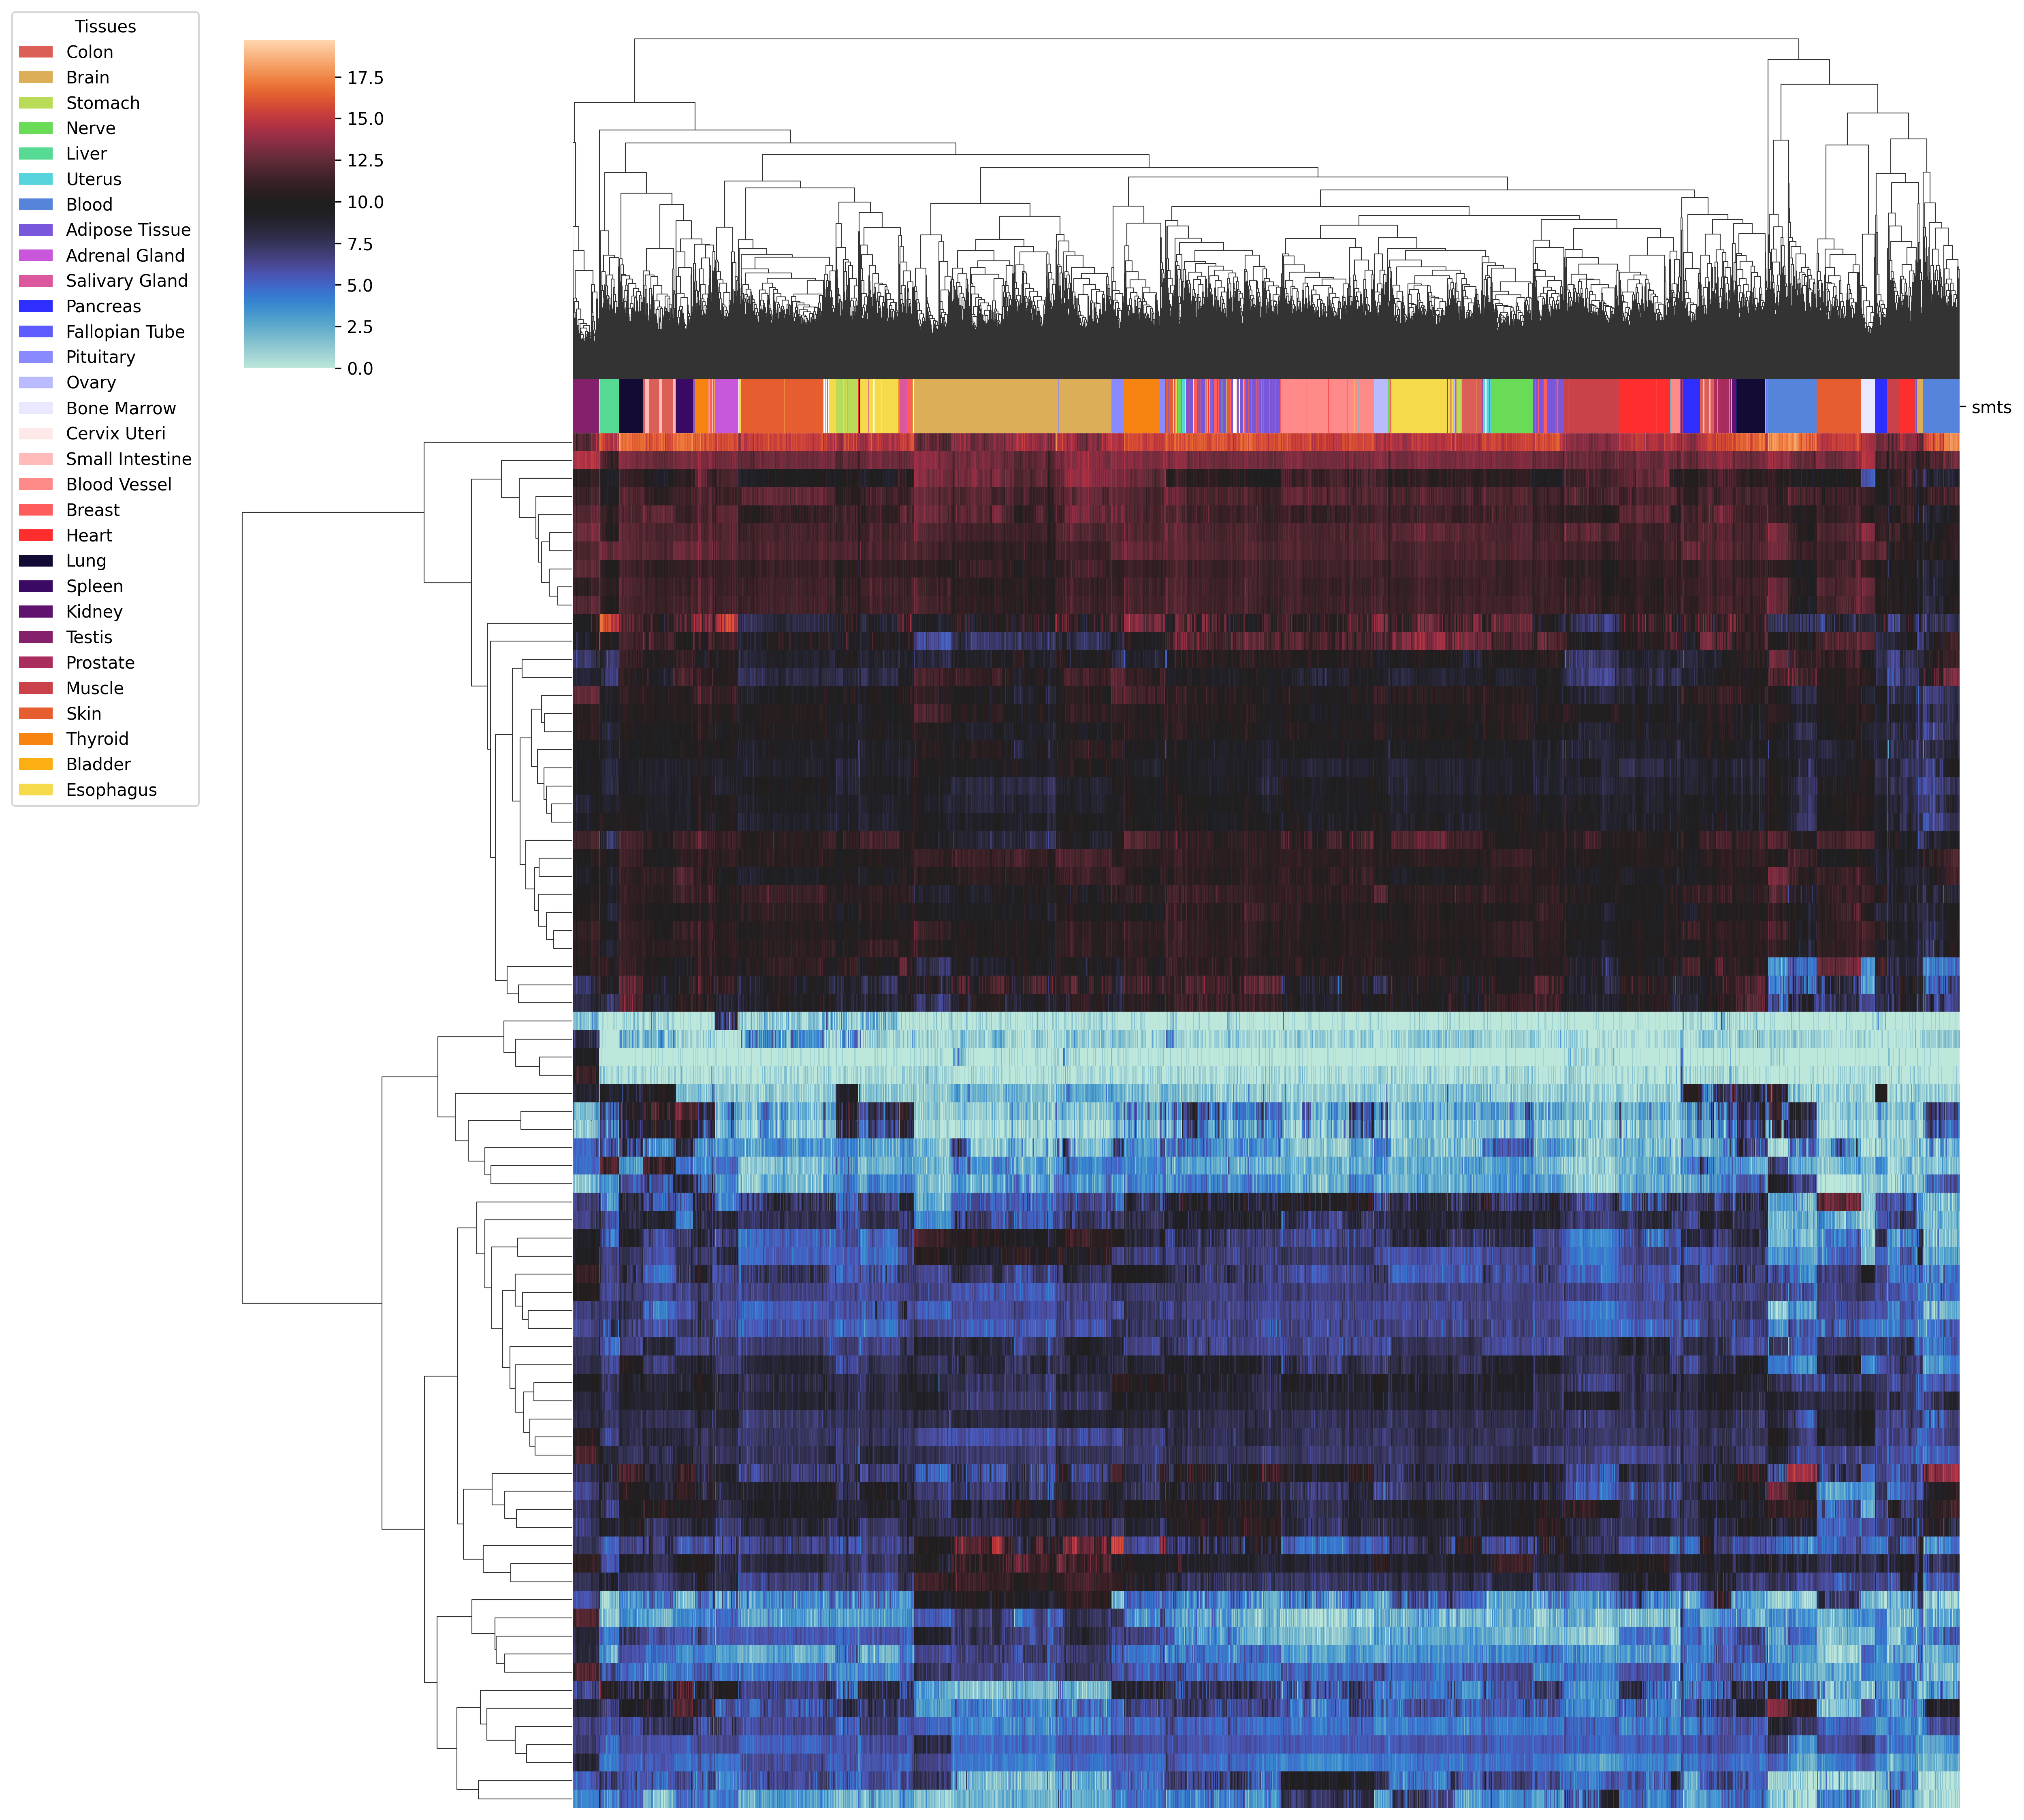 Tissues
Colon
Brain
Stomach
Nerve
Liver
Uterus
Blood
Adipose Tissue
Adrenal Gland
Salivary Gland
Pancreas
Fallopian Tube
Pituitary
Ovary
Bone Marrow
Cervix Uteri
Small Intestine
Blood Vessel
Breast
Heart
Lung
Spleen
Kidney
Testis
Prostate
Muscle
Skin
Thyroid
Bladder
Esophagus
17.5
15.0
12.5
10.0
7.5
5.0
2.5
0.0
smts